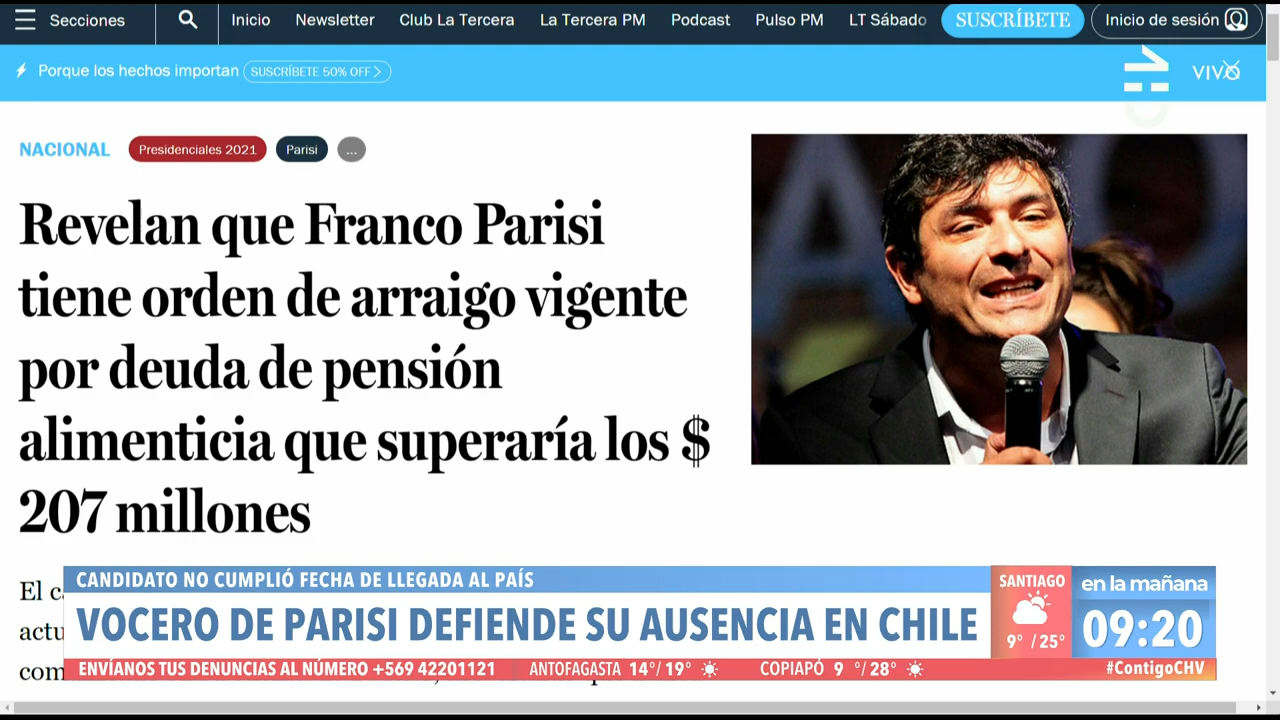 Secciones
Inicio Newsletter Club La Tercera La Tercera PM Podcast Pulso PM LT Sábado
SUSCRÍBETE
Inicio de sesión
Porque los hechos importan SUSCRÍBETE 50% OFF >
VIVO
NACIONAL Presidenciales 2021 Parisi ...
Revelan que Franco Parisi
tiene orden de arraigo vigente
por deuda de pensión
alimenticia que superaría los $
207 millones
El
CANDIDATO NO CUMPLIÓ FECHA DE LLEGADA AL PAÍS
VOCERO DE PARISI DEFIENDE SU AUSENCIA EN CHILE
SANTIAGO
9° / 25°
en la mañana
09:20
ENVÍANOS TUS DENUNCIAS AL NÚMERO +569 42201121 ANTOFAGASTA 14°/ 19° COPIAPÓ 9 °/ 28°
#ContigoCHV